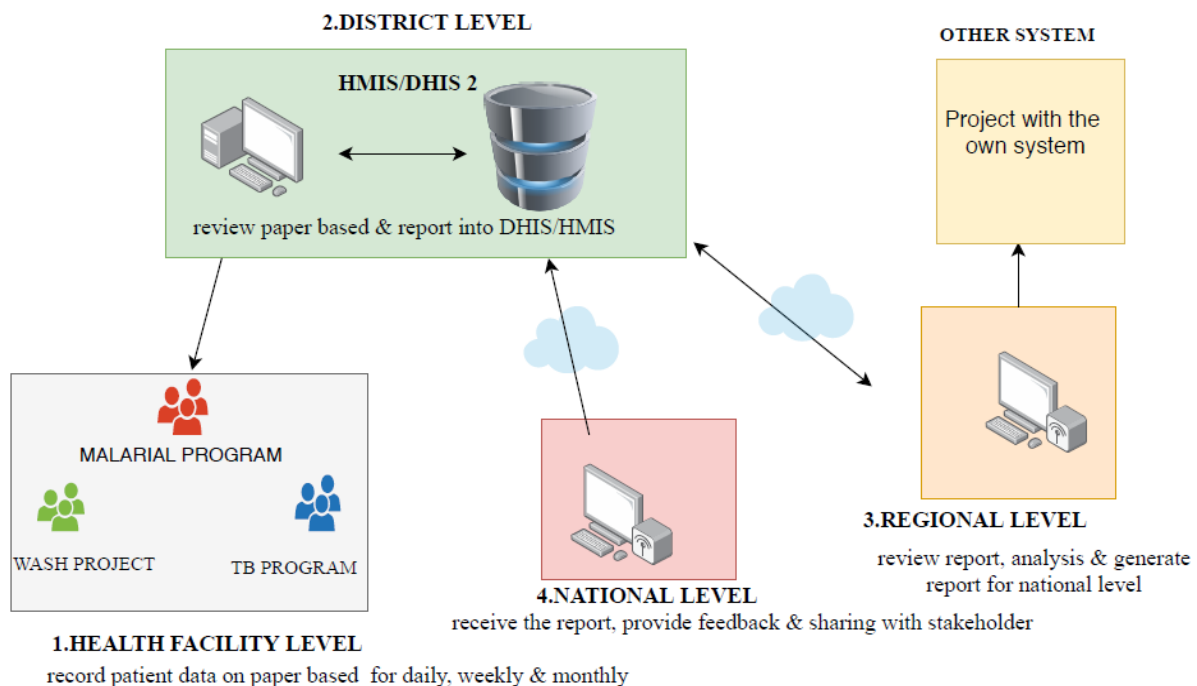 2.DISTRICT LEVEL
HMIS/DHIS 2
review paper based & report into DHIS/HMIS
OTHER SYSTEM
Project with the
own system
MALARIAL PROGRAM
WASH PROJECT
TB PROGRAM
1.HEALTH FACILITY LEVEL
record patient data on paper based for daily, weekly & monthly
4.NATIONAL LEVEL
receive the report, provide feedback & sharing with stakeholder
3.REGIONAL LEVEL
review report, analysis & generate
report for national level